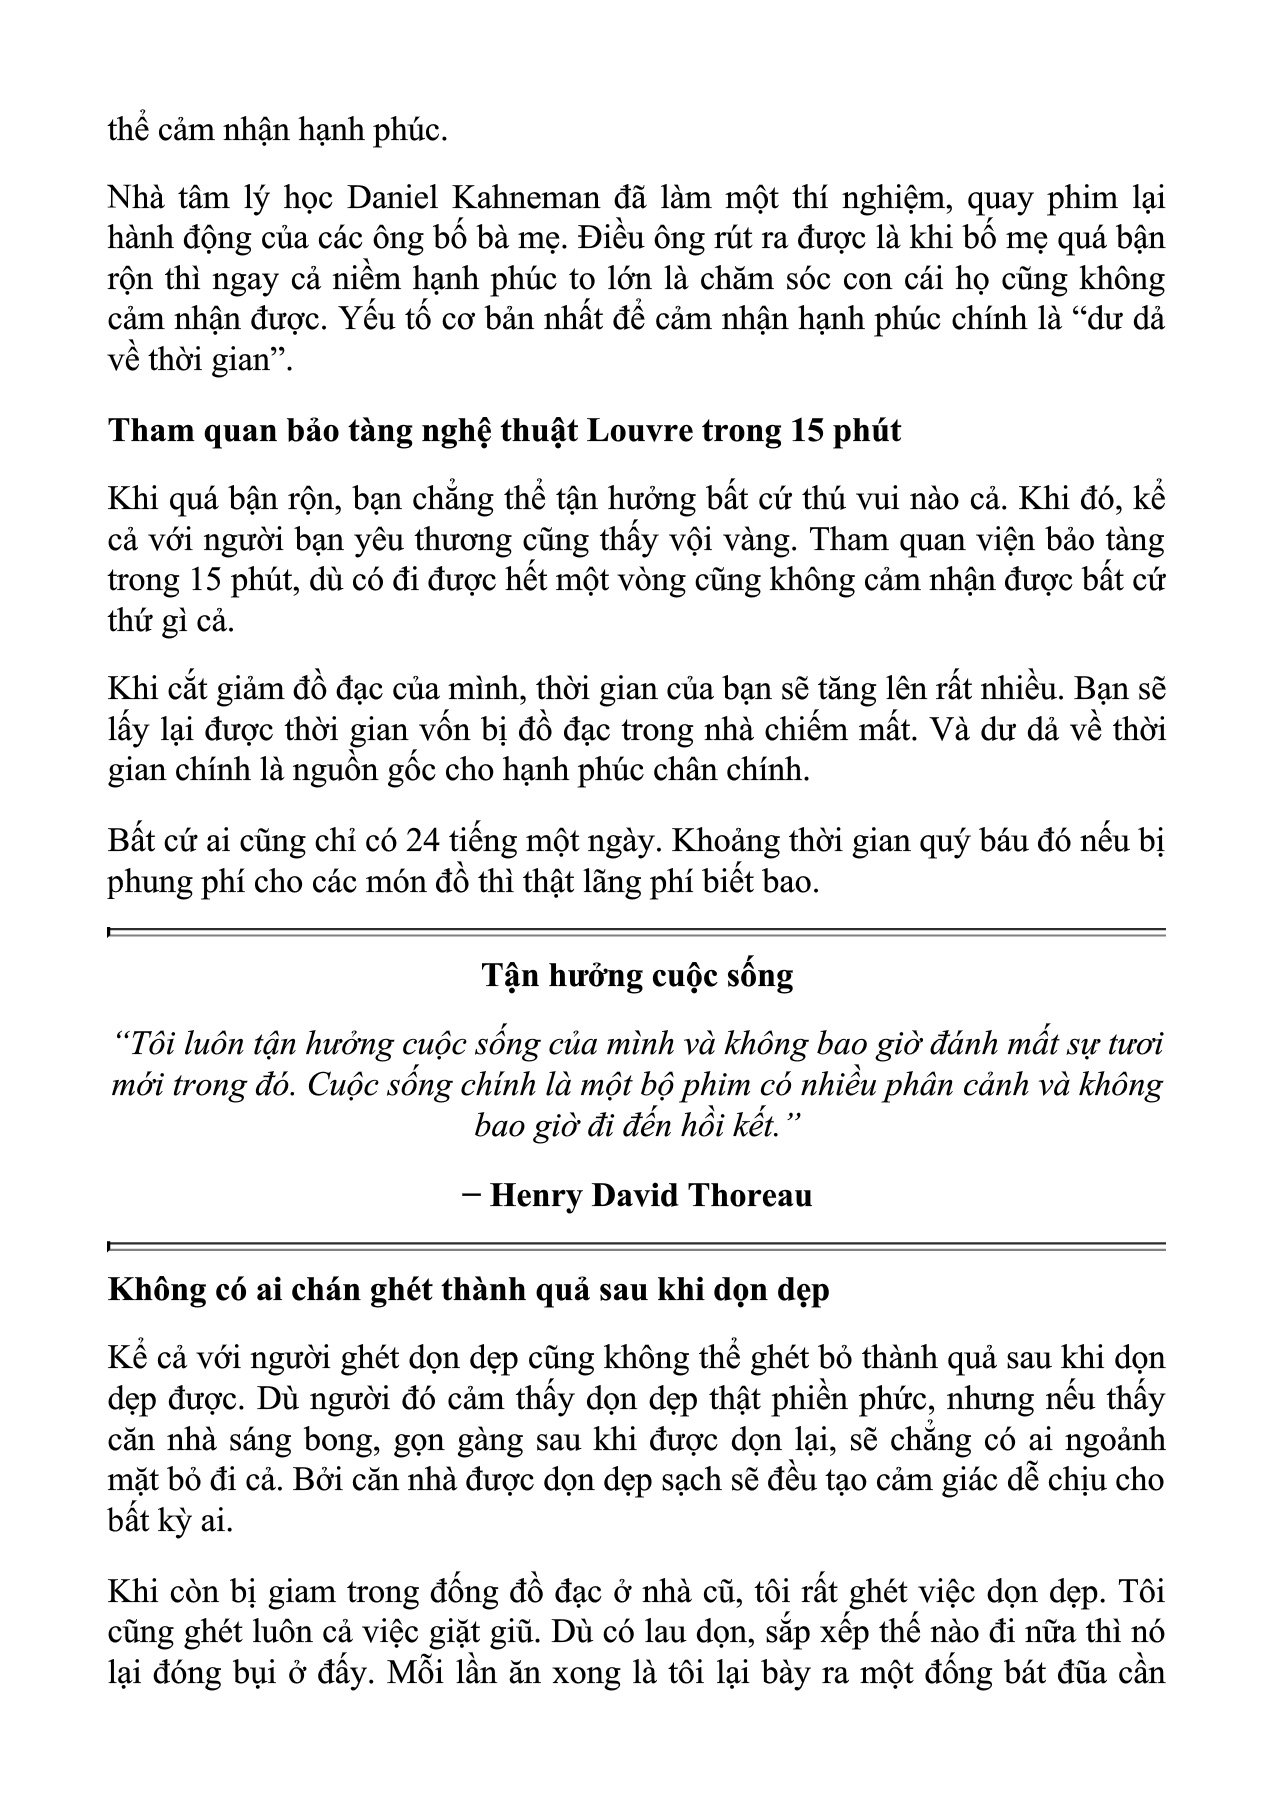 thể cảm nhận hạnh phúc.
Nhà tâm lý học Daniel Kahneman đã làm một thí nghiệm, quay phim lại
hành động của các ông bố bà mẹ. Điều ông rút ra được là khi bố mẹ quá bận
rộn thì ngay cả niềm hạnh phúc to lớn là chăm sóc con cái họ cũng không
cảm nhận được. Yếu tố cơ bản nhất để cảm nhận hạnh phúc chính là “dư dả
về thời gian”.
Tham quan bảo tàng nghệ thuật Louvre trong 15 phút
Khi quá bận rộn, bạn chẳng thể tận hưởng bất cứ thú vui nào cả. Khi đó, kể
cả với người bạn yêu thương cũng thấy vội vàng. Tham quan viện bảo tàng
trong 15 phút, dù có đi được hết một vòng cũng không cảm nhận được bất cứ
thứ gì cả.
Khi cắt giảm đồ đạc của mình, thời gian của bạn sẽ tăng lên rất nhiều. Bạn sẽ
lấy lại được thời gian vốn bị đồ đạc trong nhà chiếm mất. Và dư dả về thời
gian chính là nguồn gốc cho hạnh phúc chân chính.
Bất cứ ai cũng chỉ có 24 tiếng một ngày. Khoảng thời gian quý báu đó nếu bị
phung phí cho các món đồ thì thật lãng phí biết bao.
Tận hưởng cuộc sống
“Tôi luôn tận hưởng cuộc sống của mình và không bao giờ đánh mất sự tươi
mới trong đó. Cuộc sống chính là một bộ phim có nhiều phân cảnh và không
bao giờ đi đến hồi kết.”
− Henry David Thoreau
Không có ai chán ghét thành quả sau khi dọn dẹp
Kể cả với người ghét dọn dẹp cũng không thể ghét bỏ thành quả sau khi dọn
dẹp được. Dù người đó cảm thấy dọn dẹp thật phiền phức, nhưng nếu thấy
căn nhà sáng bong, gọn gàng sau khi được dọn lại, sẽ chẳng có ai ngoảnh
mặt bỏ đi cả. Bởi căn nhà được dọn dẹp sạch sẽ đều tạo cảm giác dễ chịu cho
bất kỳ ai.
Khi còn bị giam trong đống đồ đạc ở nhà cũ, tôi rất ghét việc dọn dẹp. Tôi
cũng ghét luôn cả việc giặt giũ. Dù có lau dọn, sắp xếp thế nào đi nữa thì nó
lại đóng bụi ở đấy. Mỗi lần ăn xong là tôi lại bày ra một đống bát đũa cần